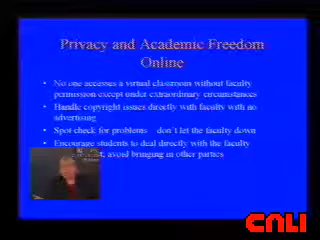 Privacy and Academic Freedom
Online
• No one accesses a virtual classroom without faculty
permission except under extraordinary circumstances
• Handle copyright issues directly with faculty with no
advertising
• Spot check for problems don't let the faculty down
• Encourage students to deal directly with the faculty
avoid bringing in other parties
CNLI